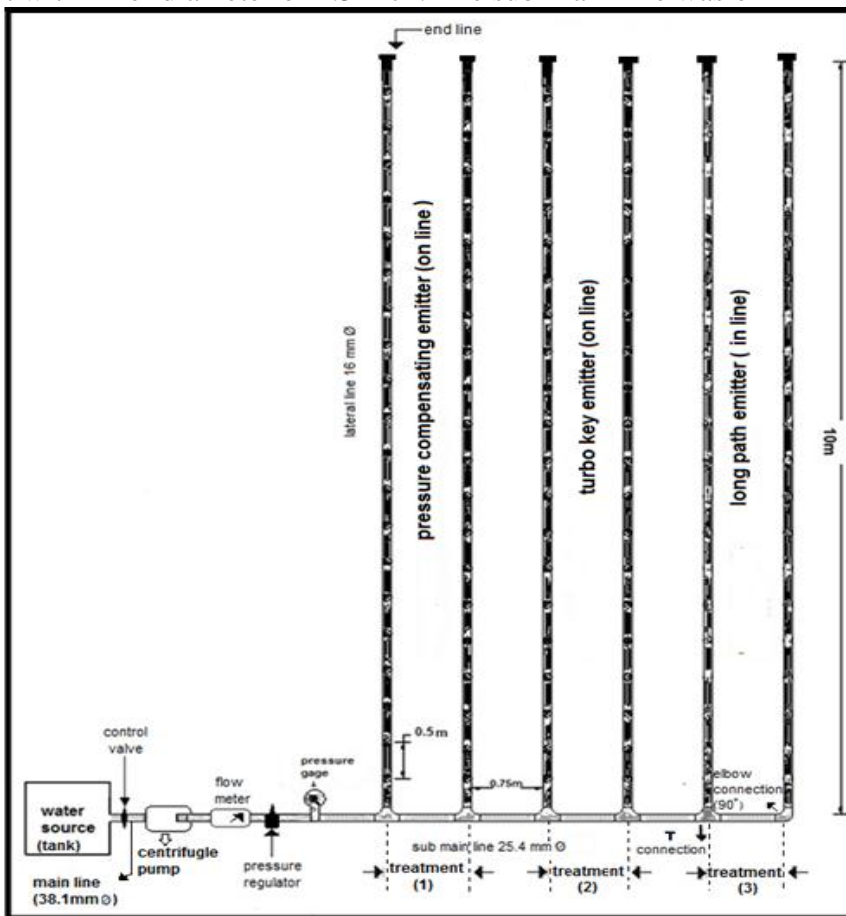 end line
pressure compensating emitter (on line)
turbo key emitter (on line)
long path emitter ( in line)
lateral line 16 mm Ø
10m
0.5m
control
valve
pressure
gage
flow
meter
0.75m
elbow
connection
(90°)
water
source
(tank)
centrifugle
pump
pressure
regulator
main line
(38.1mm Ø)
sub main line 25.4 mm Ø
T
connection
treatment
(1)
treatment
(2)
treatment
(3)